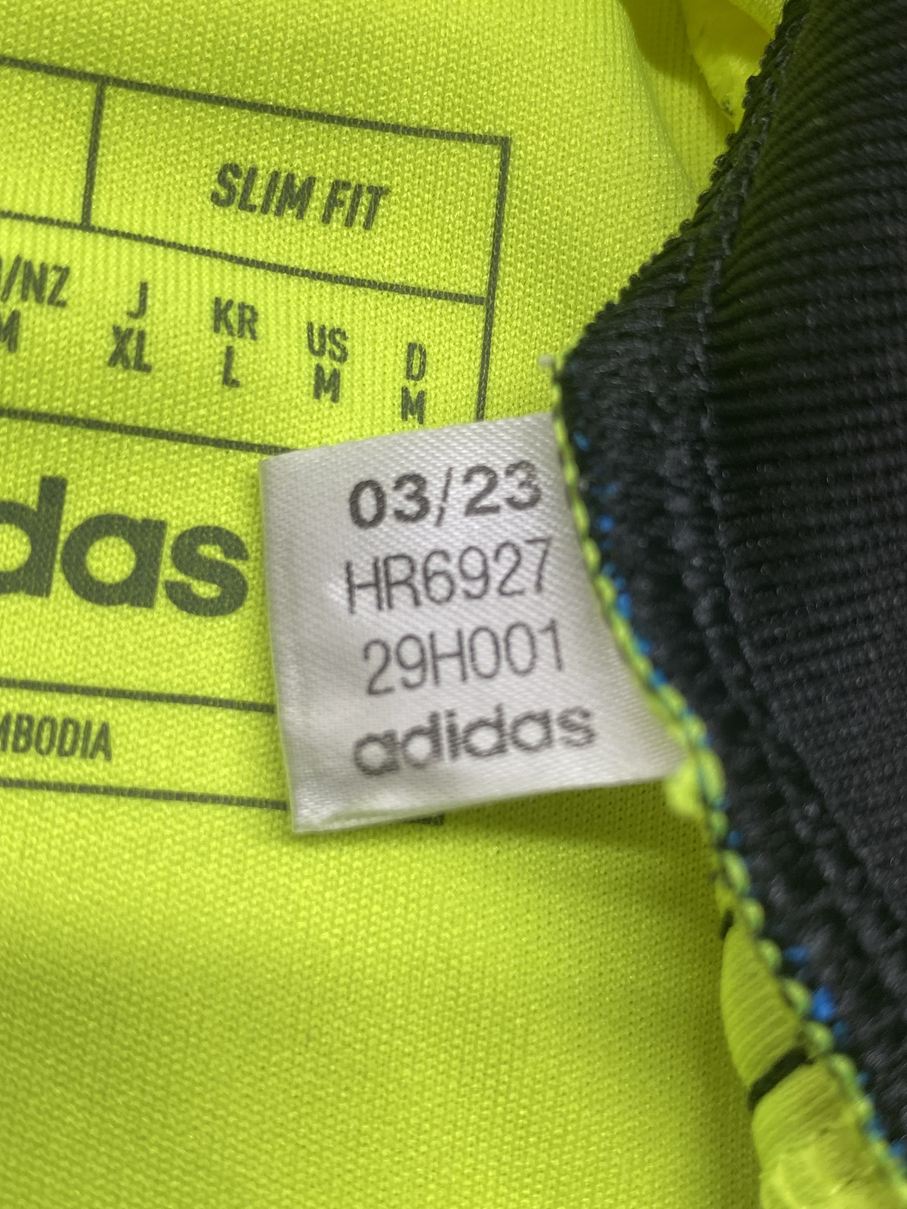 SLIM FIT
/NZ J KR US D
M XL L M M
das
MBODIA
03/23
HR6927
29H001
adidas